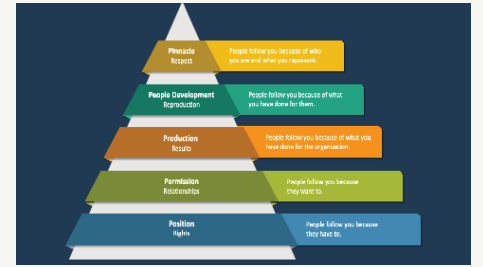 Pinnacle
Respect
People follow you because of who
you are and what you represent.
People Development
Reproduction
People follow you because of what
you have done for them.
Production
Results
People follow you because of what you
have done for the organization.
Permission
Relationships
People follow you because
they want to.
Position
Rights
People follow you because
they have to.